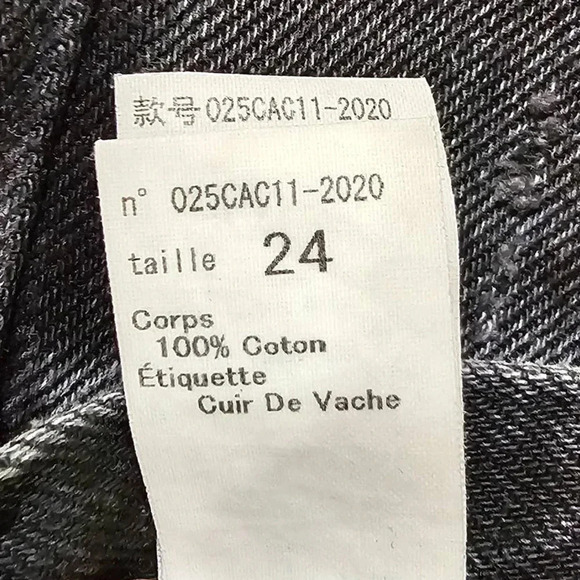 款号025CAC11-2020
n° 025CAC11-2020
taille 24
Corps
100% Coton
Étiquette
Cuir De Vache